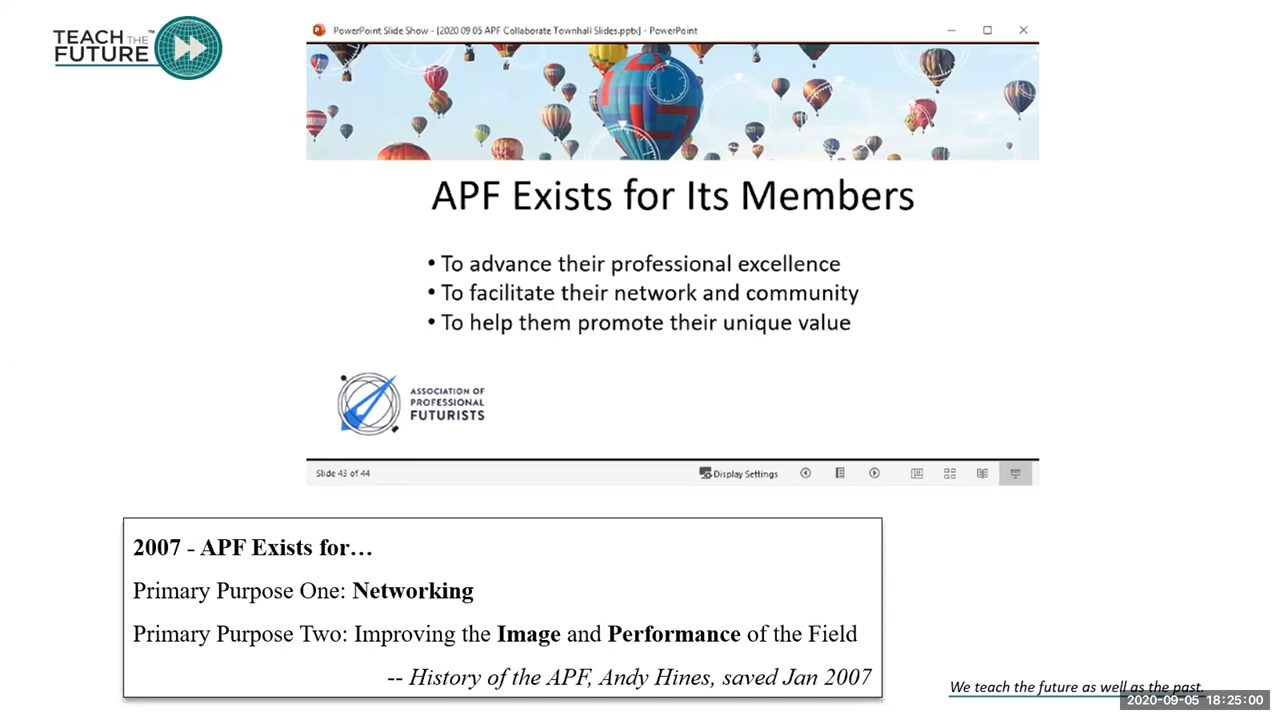 TEACH THE™
FUTURE
PowerPoint Slide Show - [2020 09 05 APF Collaborate Townhall Slides.pptx] - PowerPoint
APF Exists for Its Members
• To advance their professional excellence
• To facilitate their network and community
• To help them promote their unique value
ASSOCIATION OF
PROFESSIONAL
FUTURISTS
Slide 43 of 44
Display Settings
2007 - APF Exists for…
Primary Purpose One: Networking
Primary Purpose Two: Improving the Image and Performance of the Field
-- History of the APF, Andy Hines, saved Jan 2007
We teach the future as well as the past.
2020-09-05 18:25:00